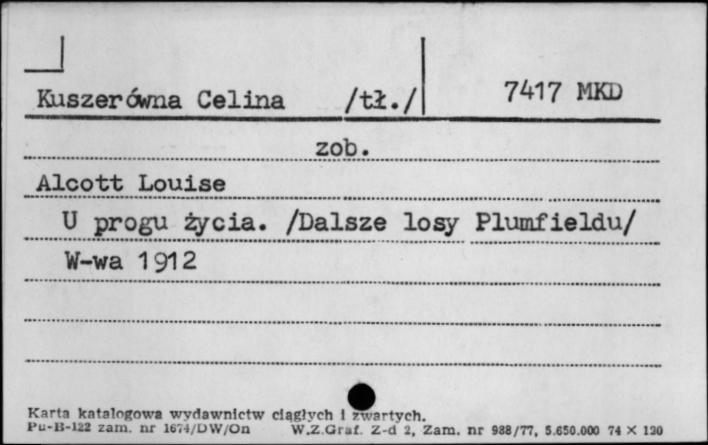 Kuszerówna Celina /tł./ 7417 MKD
zob.
Alcott Louise
U progu życia. /Dalsze losy Plumfieldu/
W-wa 1912
Karta katalogowa wydawnictw ciągłych i zwartych.
Pu-B-122 zam. nr 1674/DW/On W.Z.Graf. Z-d 2, Zam. nr 988/77, 5.650.000 74 X 120